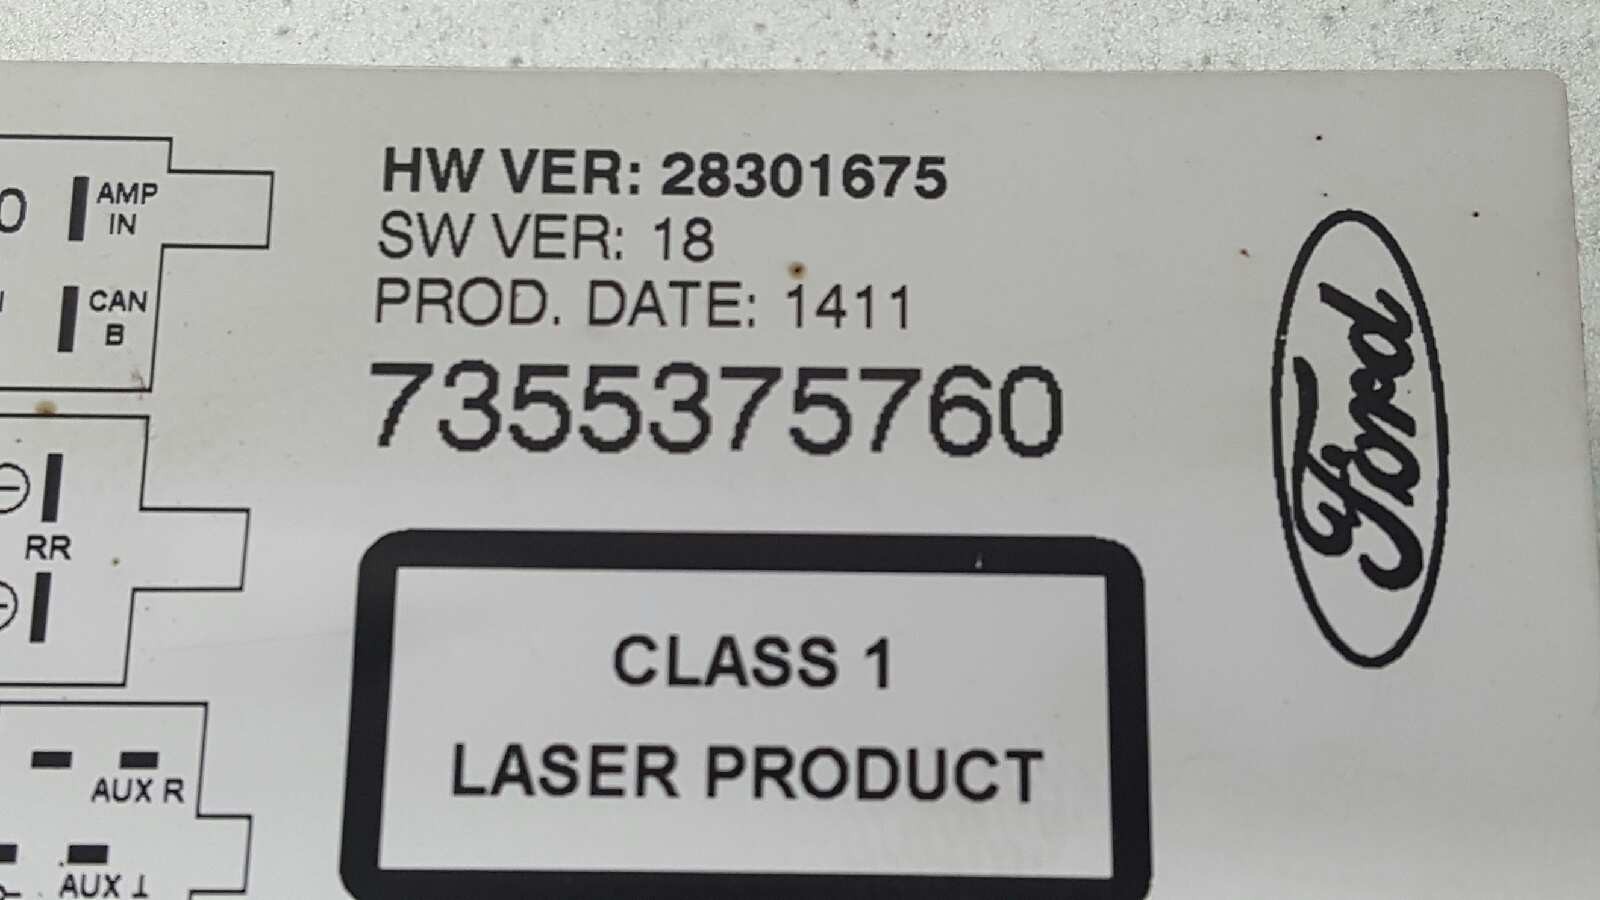 HW VER: 28301675
SW VER: 18
PROD. DATE: 1411
7355375760
CLASS 1
LASER PRODUCT
Ford
AMP
IN
CAN
B
RR
AUX R
AUX